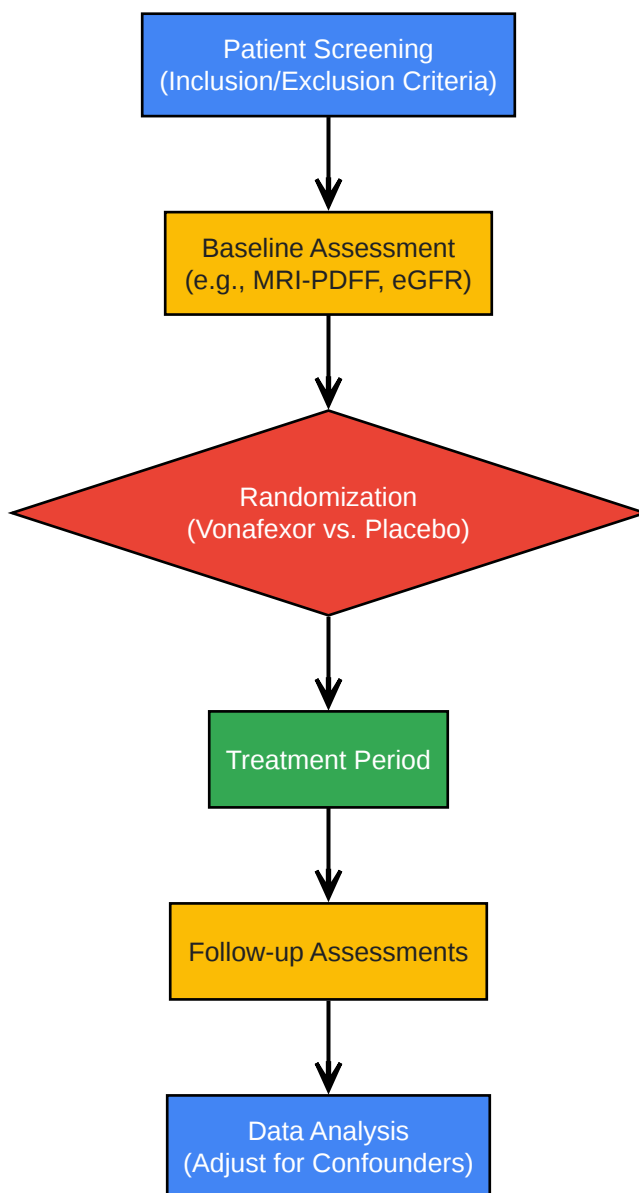 Patient Screening
(Inclusion/Exclusion Criteria)
Baseline Assessment
(e.g., MRI-PDFF, eGFR)
Randomization
(Vonafexor vs. Placebo)
Treatment Period
Follow-up Assessments
Data Analysis
(Adjust for Confounders)